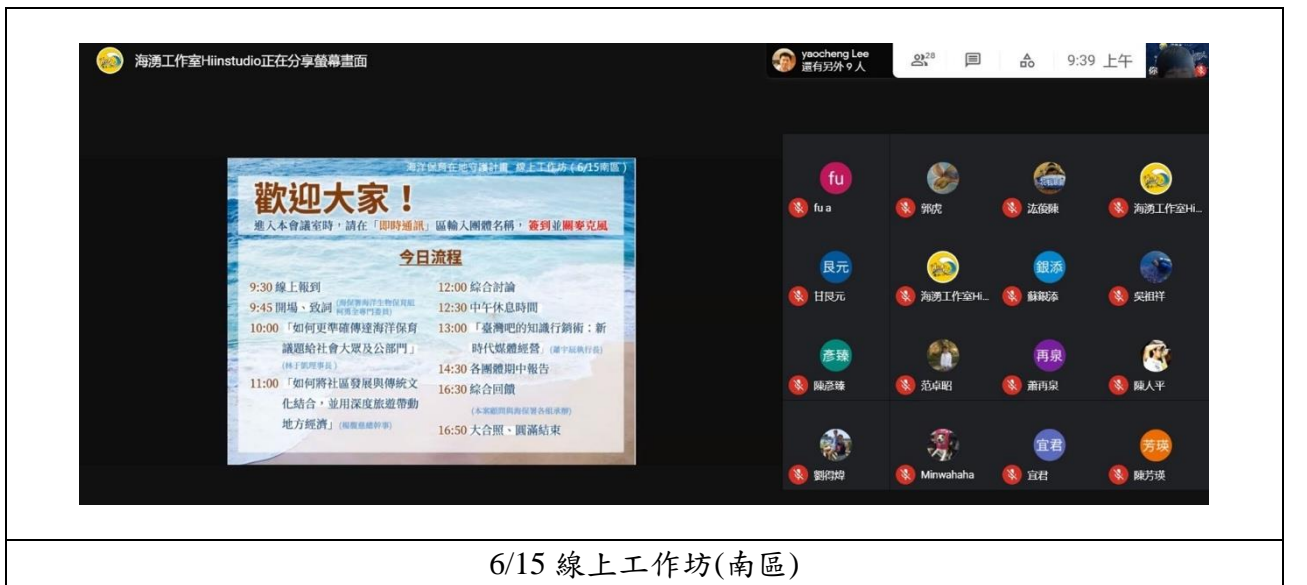 海湧工作室Hiinstudio正在分享螢幕畫面
yaocheng Lee
還有另外 9 人
28
9:39 上午
你
海洋保育在地守護計畫 線上工作坊(6/15南區)
歡迎大家!
進入本會議室時,請在「即時通訊」區輸入團體名稱,簽到並關麥克風
今日流程
9:30 線上報到
9:45 開場、致詞
10:00「如何更準確傳達海洋保育
議題給社會大眾及公部門」
11:00「如何將社區發展與傳統文
化結合,並用深度旅遊帶動
地方經濟」
12:00 綜合討論
12:30 中午休息時間
13:00「臺灣吧的知識行銷術:新
時代媒體經營」
14:30 各團體期中報告
16:30 綜合回饋
(本案顧問與海保署各組承辦)
16:50 大合照、圓滿結束
fu
fu a
郭虎
海湧工作室Hi...
艮元
甘艮元
海湧工作室Hi...
銀添
蘇銀添
吳祖祥
彥臻
陳彥臻
范卓昭
再泉
蕭再泉
陳人平
劉得煒
Minwahaha
宜君
宜君
芳瑛
陳芳瑛
6/15 線上工作坊(南區)